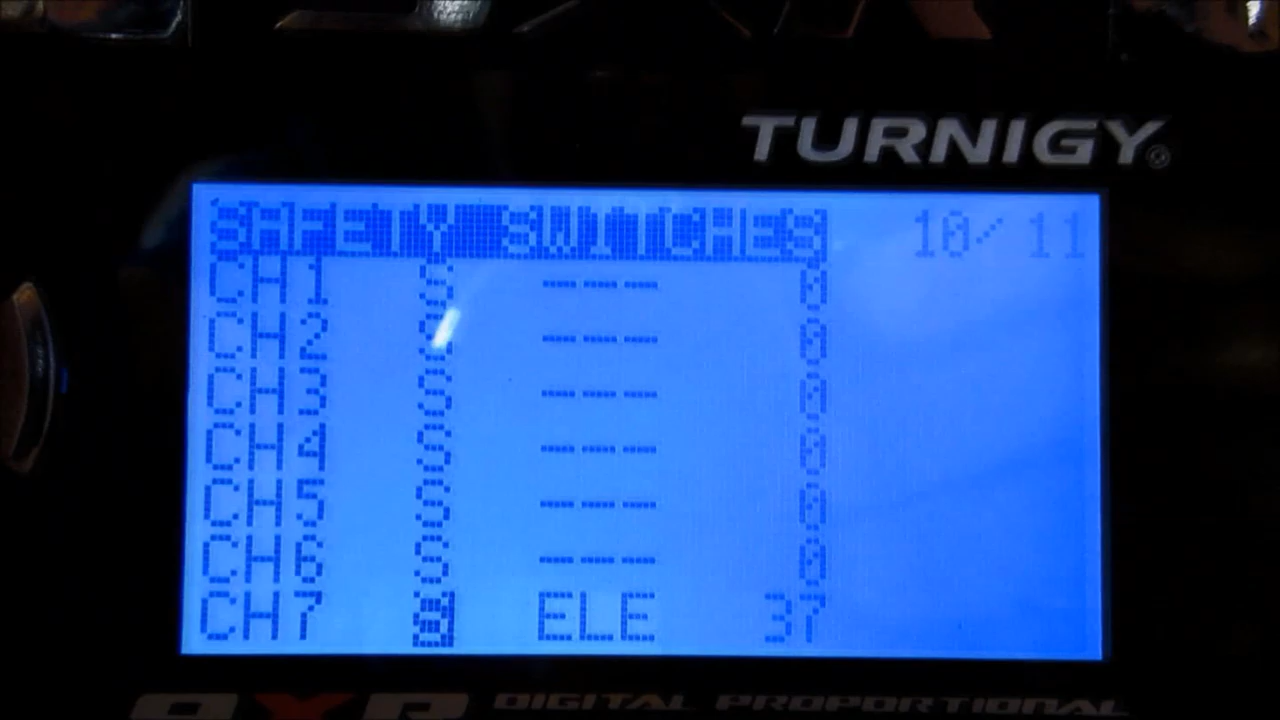 TURNIGY®
SAFETY SWITCHES 10/11
CH1 S --- 0
CH2 S --- 0
CH3 S --- 0
CH4 S --- 0
CH5 S --- 0
CH6 S --- 0
CH7 S ELE 37
DIGITAL PROPORTIONAL